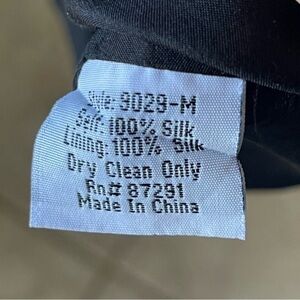 Style: 9029-M
Self: 100% Silk
Lining: 100% Silk
Dry Clean Only
Rn# 87291
Made In China